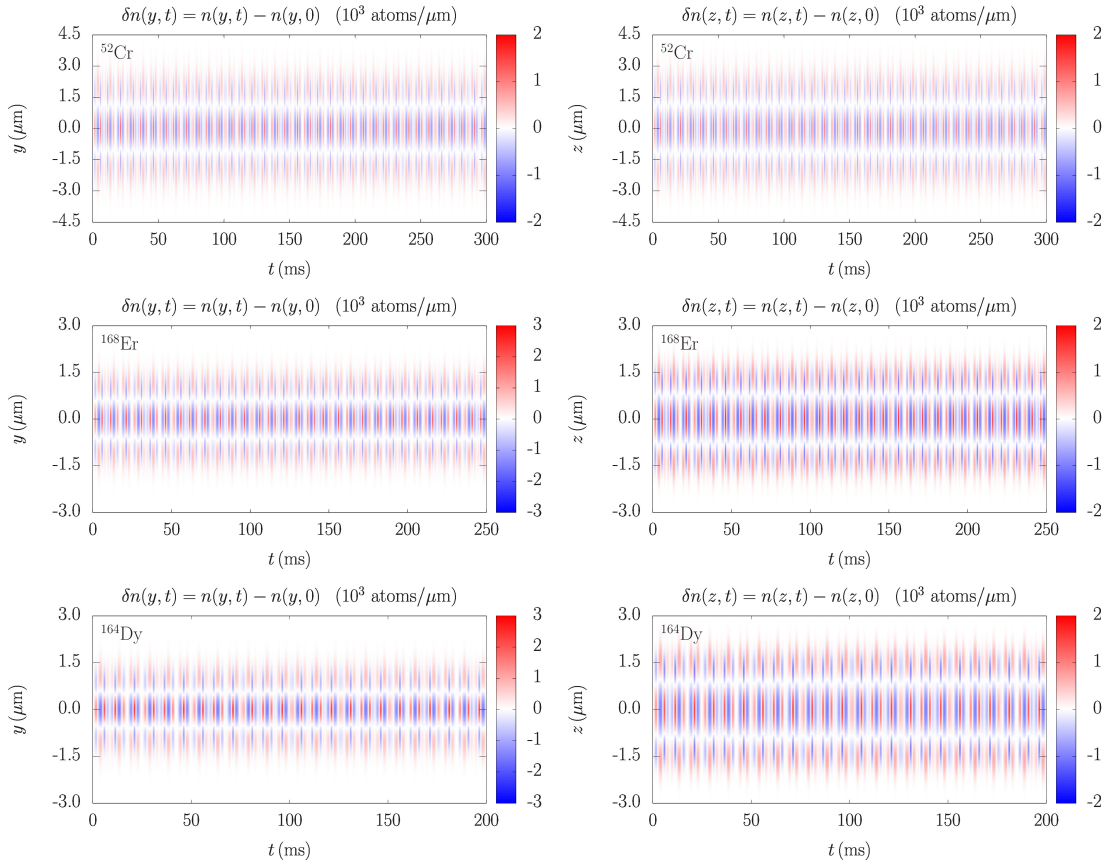 δn(y, t) = n(y, t) − n(y, 0) (10³ atoms/μm)
⁵²Cr
y (μm)
4.5
3.0
1.5
0.0
-1.5
-3.0
-4.5
0 50 100 150 200 250 300
t (ms)
2
1
0
-1
-2
δn(z, t) = n(z, t) − n(z, 0) (10³ atoms/μm)
⁵²Cr
z (μm)
4.5
3.0
1.5
0.0
-1.5
-3.0
-4.5
0 50 100 150 200 250 300
t (ms)
2
1
0
-1
-2
δn(y, t) = n(y, t) − n(y, 0) (10³ atoms/μm)
¹⁶⁸Er
y (μm)
3.0
1.5
0.0
-1.5
-3.0
0 50 100 150 200 250
t (ms)
3
2
1
0
-1
-2
-3
δn(z, t) = n(z, t) − n(z, 0) (10³ atoms/μm)
¹⁶⁸Er
z (μm)
3.0
1.5
0.0
-1.5
-3.0
0 50 100 150 200 250
t (ms)
2
1
0
-1
-2
δn(y, t) = n(y, t) − n(y, 0) (10³ atoms/μm)
¹⁶⁴Dy
y (μm)
3.0
1.5
0.0
-1.5
-3.0
0 50 100 150 200
t (ms)
3
2
1
0
-1
-2
-3
δn(z, t) = n(z, t) − n(z, 0) (10³ atoms/μm)
¹⁶⁴Dy
z (μm)
3.0
1.5
0.0
-1.5
-3.0
0 50 100 150 200
t (ms)
2
1
0
-1
-2